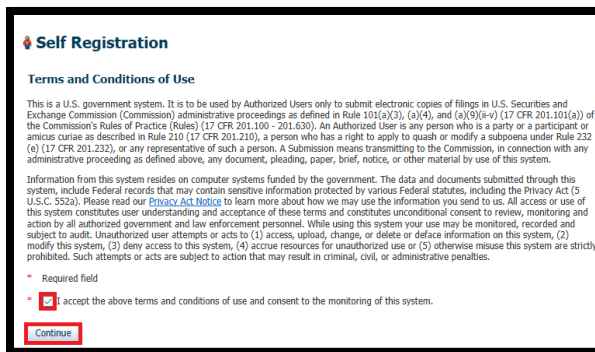 Self Registration
Terms and Conditions of Use
This is a U.S. government system. It is to be used by Authorized Users only to submit electronic copies of filings in U.S. Securities and
Exchange Commission (Commission) administrative proceedings as defined in Rule 101(a)(3), (a)(4), and (a)(9)(ii-v) (17 CFR 201.101(a)) of
the Commission's Rules of Practice (Rules) (17 CFR 201.100 - 201.630). An Authorized User is any person who is a party or a participant or
amicus curiae as described in Rule 210 (17 CFR 201.210), a person who has a right to apply to quash or modify a subpoena under Rule 232
(e) (17 CFR 201.232), or any representative of such a person. A Submission means transmitting to the Commission, in connection with any
administrative proceeding as defined above, any document, pleading, paper, brief, notice, or other material by use of this system.
Information from this system resides on computer systems funded by the government. The data and documents submitted through this
system, include Federal records that may contain sensitive information protected by various Federal statutes, including the Privacy Act (5
U.S.C. 552a). Please read our Privacy Act Notice to learn more about how we may use the information you send to us. All access or use of
this system constitutes user understanding and acceptance of these terms and constitutes unconditional consent to review, monitoring and
action by all authorized government and law enforcement personnel. While using this system your use may be monitored, recorded and
subject to audit. Unauthorized user attempts or acts to (1) access, upload, change, or delete or deface information on this system, (2)
modify this system, (3) deny access to this system, (4) accrue resources for unauthorized use or (5) otherwise misuse this system are strictly
prohibited. Such attempts or acts are subject to action that may result in criminal, civil, or administrative penalties.
* Required field
* I accept the above terms and conditions of use and consent to the monitoring of this system.
Continue